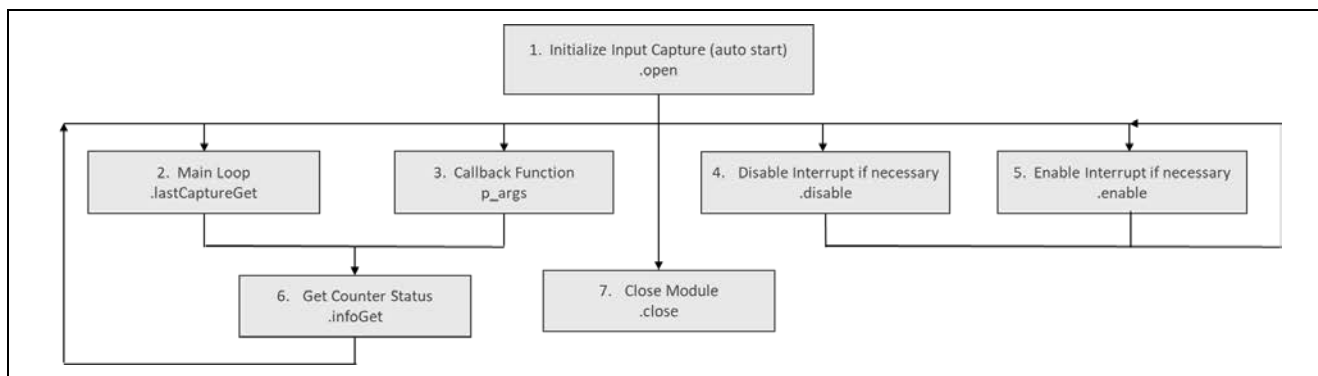 1. Initialize Input Capture (auto start)
.open
2. Main Loop
.lastCaptureGet
3. Callback Function
p_args
4. Disable Interrupt if necessary
.disable
5. Enable Interrupt if necessary
.enable
6. Get Counter Status
.infoGet
7. Close Module
.close